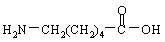 O
H₂N CH₂(CH₂)₄ C OH